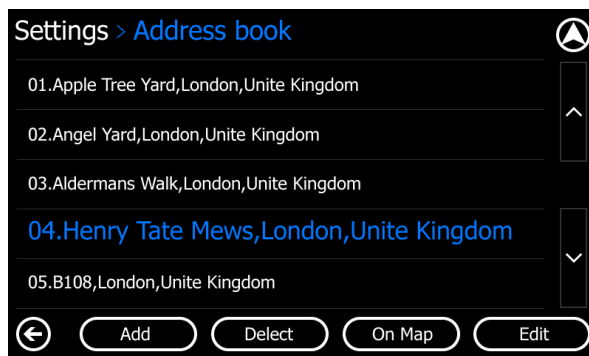 Settings > Address book
01.Apple Tree Yard,London,Unite Kingdom
02.Angel Yard,London,Unite Kingdom
03.Aldermans Walk,London,Unite Kingdom
04.Henry Tate Mews,London,Unite Kingdom
05.B108,London,Unite Kingdom
Add Delect On Map Edit